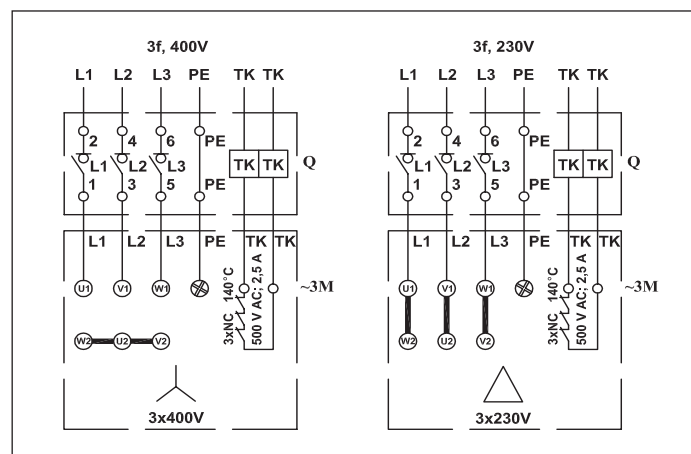 3f, 400V
L1 L2 L3 PE TK TK
2 4 6 PE
L1 L2 L3 TK TK Q
1 3 5 PE
L1 L2 L3 PE TK TK
U1 V1 W1 ~3M
3xNC 140°C
500 V AC; 2,5 A
W2 U2 V2
3x400V
3f, 230V
L1 L2 L3 PE TK TK
2 4 6 PE
L1 L2 L3 TK TK Q
1 3 5 PE
L1 L2 L3 PE TK TK
U1 V1 W1 ~3M
3xNC 140°C
500 V AC; 2,5 A
W2 U2 V2
3x230V